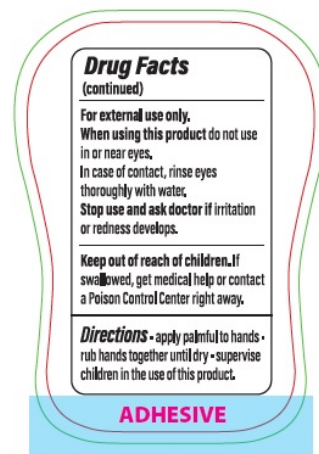 Drug Facts
(continued)
For external use only.
When using this product do not use
in or near eyes.
In case of contact, rinse eyes
thoroughly with water.
Stop use and ask doctor if irritation
or redness develops.
Keep out of reach of children. If
swallowed, get medical help or contact
a Poison Control Center right away.
Directions ▪ apply palmful to hands ▪
rub hands together until dry ▪ supervise
children in the use of this product.
ADHESIVE